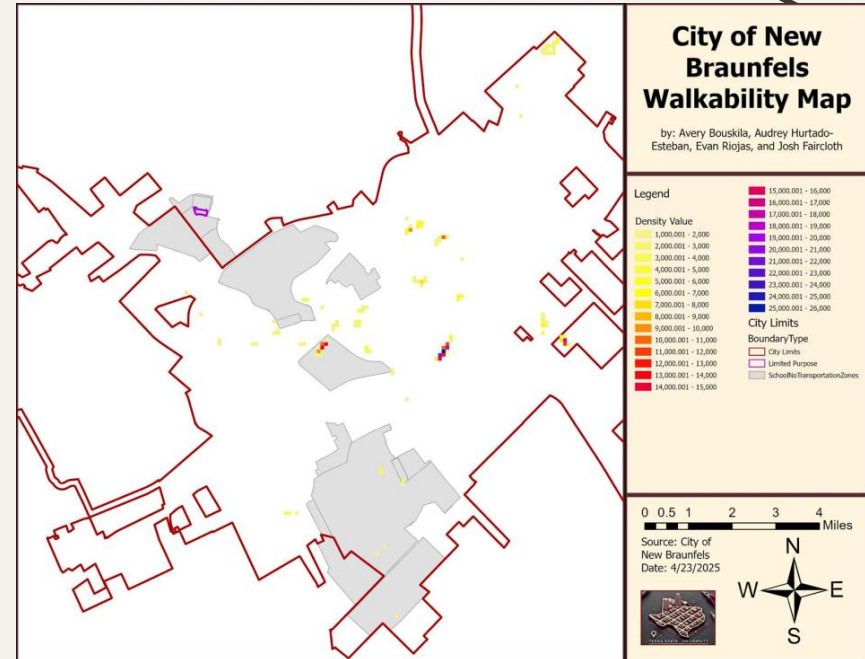 City of New
Braunfels
Walkability Map
by: Avery Bouskila, Audrey Hurtado-
Esteban, Evan Riojas, and Josh Faircloth
Legend
Density Value
1,000.001 - 2,000
2,000.001 - 3,000
3,000.001 - 4,000
4,000.001 - 5,000
5,000.001 - 6,000
6,000.001 - 7,000
7,000.001 - 8,000
8,000.001 - 9,000
9,000.001 - 10,000
10,000.001 - 11,000
11,000.001 - 12,000
12,000.001 - 13,000
13,000.001 - 14,000
14,000.001 - 15,000
15,000.001 - 16,000
16,000.001 - 17,000
17,000.001 - 18,000
18,000.001 - 19,000
19,000.001 - 20,000
20,000.001 - 21,000
21,000.001 - 22,000
22,000.001 - 23,000
23,000.001 - 24,000
24,000.001 - 25,000
25,000.001 - 26,000
City Limits
BoundaryType
City Limits
Limited Purpose
SchoolNoTransportationZones
0 0.5 1 2 3 4
Miles
Source: City of
New Braunfels
Date: 4/23/2025
N
W E
S
TEXAS STATE UNIVERSITY